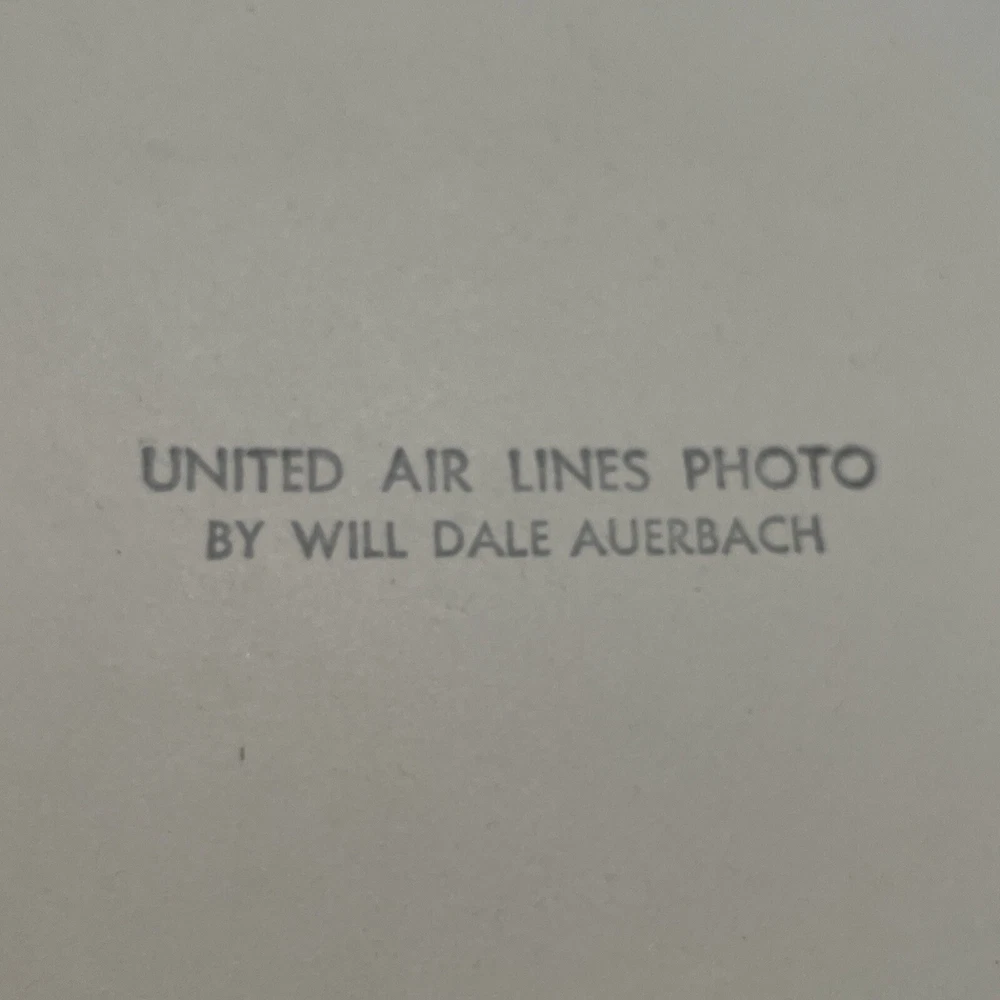 UNITED AIR LINES PHOTO
BY WILL DALE AUERBACH